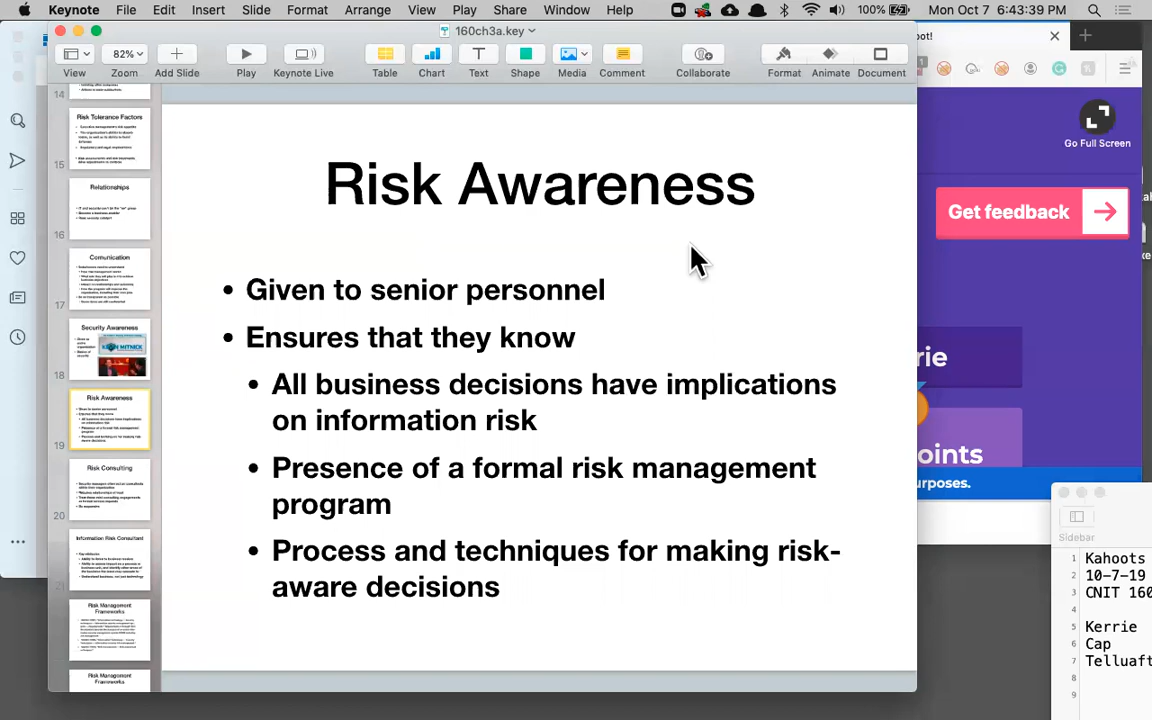 Keynote File Edit Insert Slide Format Arrange View Play Share Window Help 100% Mon Oct 7 6:43:39 PM
160ch3a.key
82%
View Zoom Add Slide Play Keynote Live Table Chart Text Shape Media Comment Collaborate Format Animate Document
14
Risk Tolerance Factors
15
Relationships
16
Comunication
17
Security Awareness
18
Risk Awareness
19
Risk Consulting
20
Information Risk Consultant
21
Risk Management
Frameworks
Risk Management
Frameworks
Risk Awareness
• Given to senior personnel
• Ensures that they know
• All business decisions have implications
on information risk
• Presence of a formal risk management
program
• Process and techniques for making risk-
aware decisions
Go Full Screen
Get feedback
rie
oints
urposes.
Sidebar
1 Kahoots
2 10-7-19
3 CNIT 160
4
5 Kerrie
6 Cap
7 Telluaft
8
9